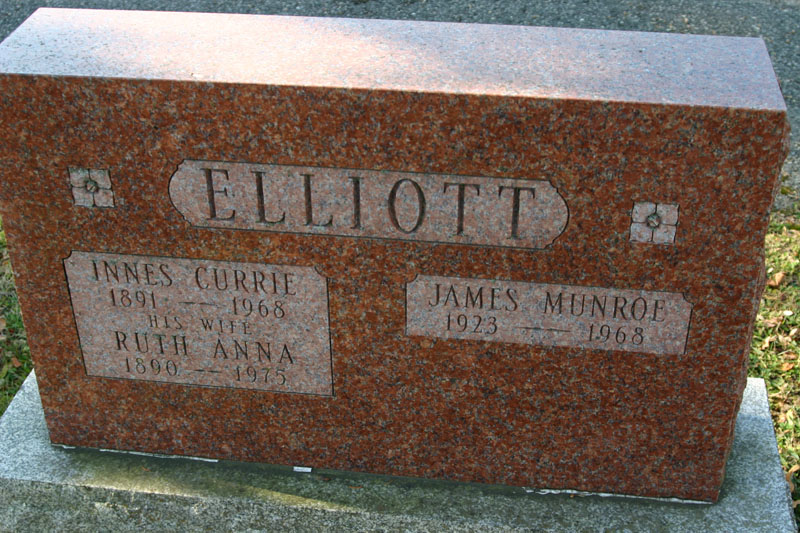 ELLIOTT
INNES CURRIE
1891 — 1968
HIS WIFE
RUTH ANNA
1890 — 1975
JAMES MUNROE
1923 — 1968